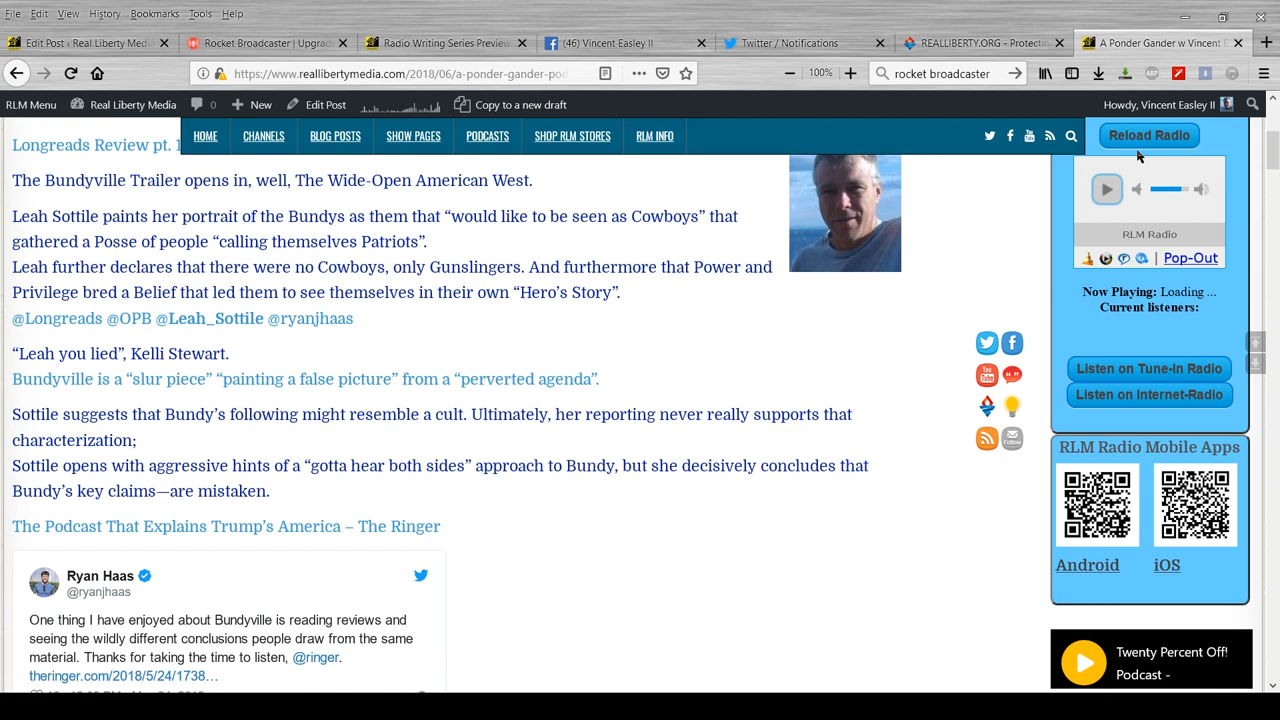 File Edit View History Bookmarks Tools Help
Edit Post - Real Liberty Media
Rocket Broadcaster | Upgrad
Radio Writing Series Preview
(46) Vincent Easley II
Twitter / Notifications
REALLIBERTY.ORG - Protectin
A Ponder Gander w Vincent E
https://www.reallibertymedia.com/2018/06/a-ponder-gander-pod
100%
rocket broadcaster
ABP
RLM Menu Real Liberty Media 0 New Edit Post Copy to a new draft Howdy, Vincent Easley II
HOME CHANNELS BLOG POSTS SHOW PAGES PODCASTS SHOP RLM STORES RLM INFO
Longreads Review pt. 1
The Bundyville Trailer opens in, well, The Wide-Open American West.
Leah Sottile paints her portrait of the Bundys as them that “would like to be seen as Cowboys” that
gathered a Posse of people “calling themselves Patriots”.
Leah further declares that there were no Cowboys, only Gunslingers. And furthermore that Power and
Privilege bred a Belief that led them to see themselves in their own “Hero’s Story”.
@Longreads @OPB @Leah_Sottile @ryanjhaas
“Leah you lied”, Kelli Stewart.
Bundyville is a “slur piece” “painting a false picture” from a “perverted agenda”.
Sottile suggests that Bundy’s following might resemble a cult. Ultimately, her reporting never really supports that
characterization;
Sottile opens with aggressive hints of a “gotta hear both sides” approach to Bundy, but she decisively concludes that
Bundy’s key claims—are mistaken.
The Podcast That Explains Trump’s America – The Ringer
Ryan Haas
@ryanjhaas
One thing I have enjoyed about Bundyville is reading reviews and
seeing the wildly different conclusions people draw from the same
material. Thanks for taking the time to listen, @ringer.
theringer.com/2018/5/24/1738…
You
Tube
Follow
Reload Radio
RLM Radio
| Pop-Out
Now Playing: Loading ...
Current listeners:
Listen on Tune-In Radio
Listen on Internet-Radio
RLM Radio Mobile Apps
Android iOS
Twenty Percent Off!
Podcast -